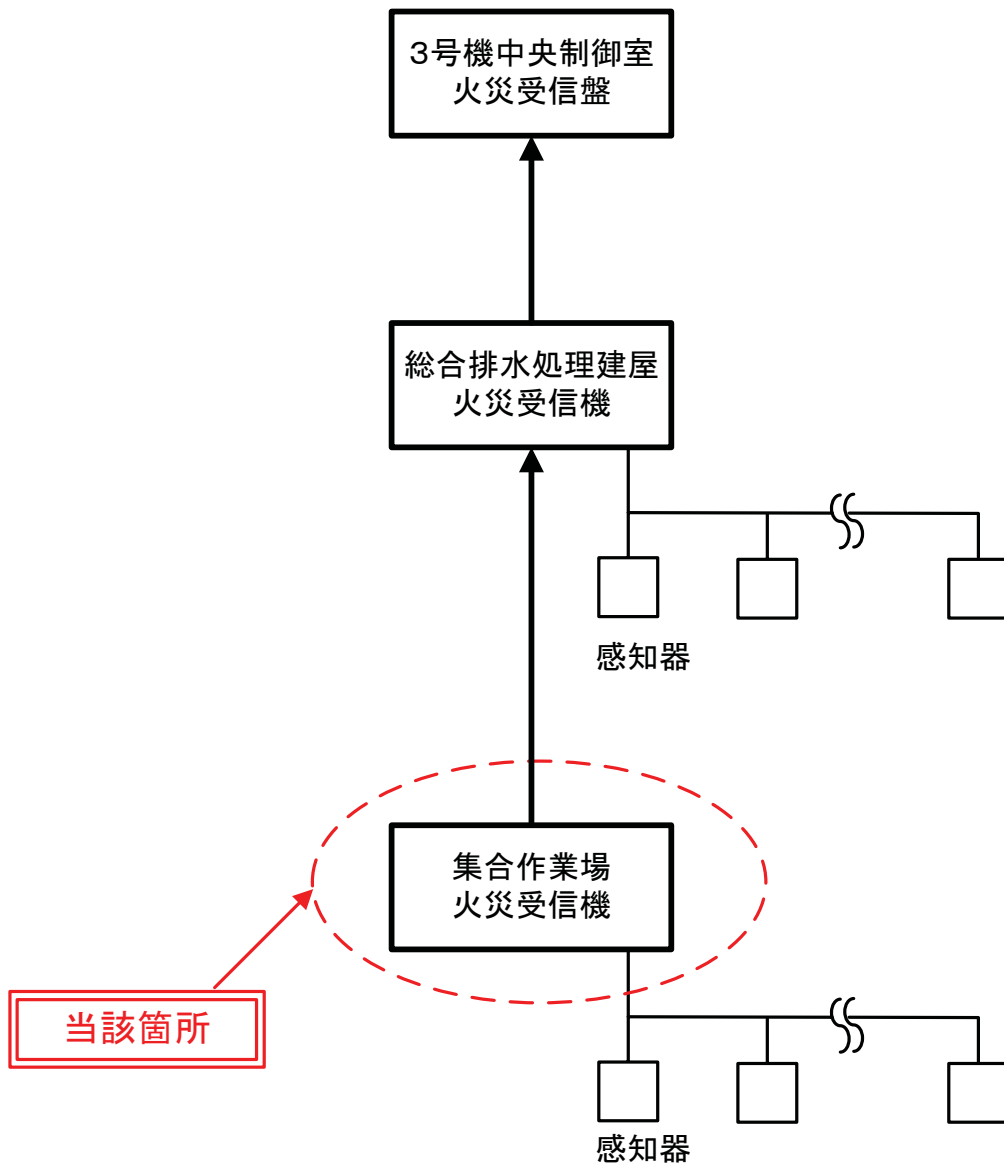 3号機中央制御室
火災受信盤
総合排水処理建屋
火災受信機
感知器
集合作業場
火災受信機
当該箇所
感知器